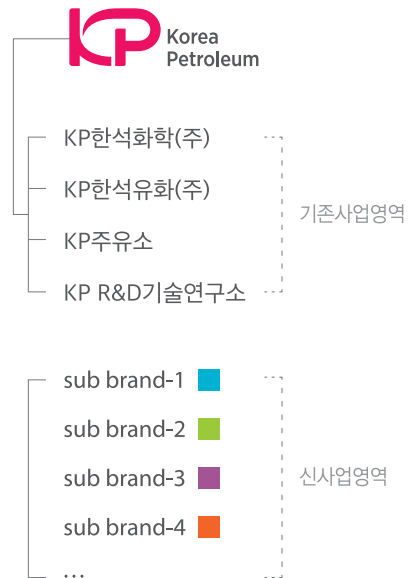 KP Korea
Petroleum
KP한석화학(주)
KP한석유화(주)
기존사업영역
KP주유소
KP R&D기술연구소
sub brand-1
sub brand-2
sub brand-3
신사업영역
sub brand-4
...